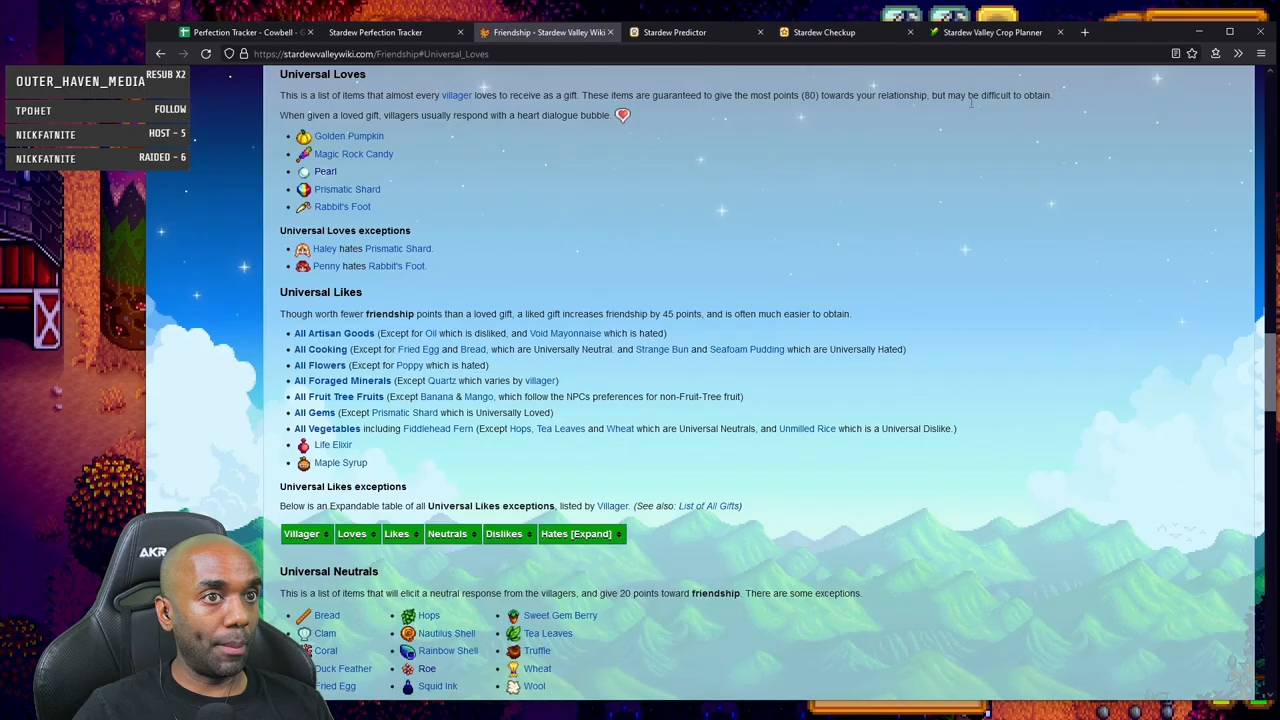 Perfection Tracker - Cowbell - G
Stardew Perfection Tracker
Friendship - Stardew Valley Wiki
Stardew Predictor
Stardew Checkup
Stardew Valley Crop Planner
https://stardewvalleywiki.com/Friendship#Universal_Loves
OUTER_HAVEN_MEDIA RESUB X2
TPOHET FOLLOW
NICKFATNITE HOST - 5
NICKFATNITE RAIDED - 6
Universal Loves
This is a list of items that almost every villager loves to receive as a gift. These items are guaranteed to give the most points (80) towards your relationship, but may be difficult to obtain.
When given a loved gift, villagers usually respond with a heart dialogue bubble.
Golden Pumpkin
Magic Rock Candy
Pearl
Prismatic Shard
Rabbit's Foot
Universal Loves exceptions
Haley hates Prismatic Shard.
Penny hates Rabbit's Foot.
Universal Likes
Though worth fewer friendship points than a loved gift, a liked gift increases friendship by 45 points, and is often much easier to obtain.
All Artisan Goods (Except for Oil which is disliked, and Void Mayonnaise which is hated)
All Cooking (Except for Fried Egg and Bread, which are Universally Neutral. and Strange Bun and Seafoam Pudding which are Universally Hated)
All Flowers (Except for Poppy which is hated)
All Foraged Minerals (Except Quartz which varies by villager)
All Fruit Tree Fruits (Except Banana & Mango, which follow the NPCs preferences for non-Fruit-Tree fruit)
All Gems (Except Prismatic Shard which is Universally Loved)
All Vegetables including Fiddlehead Fern (Except Hops, Tea Leaves and Wheat which are Universal Neutrals, and Unmilled Rice which is a Universal Dislike.)
Life Elixir
Maple Syrup
Universal Likes exceptions
Below is an Expandable table of all Universal Likes exceptions, listed by Villager. (See also: List of All Gifts)
Villager Loves Likes Neutrals Dislikes Hates [Expand]
Universal Neutrals
This is a list of items that will elicit a neutral response from the villagers, and give 20 points toward friendship. There are some exceptions.
Bread Hops Sweet Gem Berry
Clam Nautilus Shell Tea Leaves
Coral Rainbow Shell Truffle
Duck Feather Roe Wheat
Fried Egg Squid Ink Wool
AKR